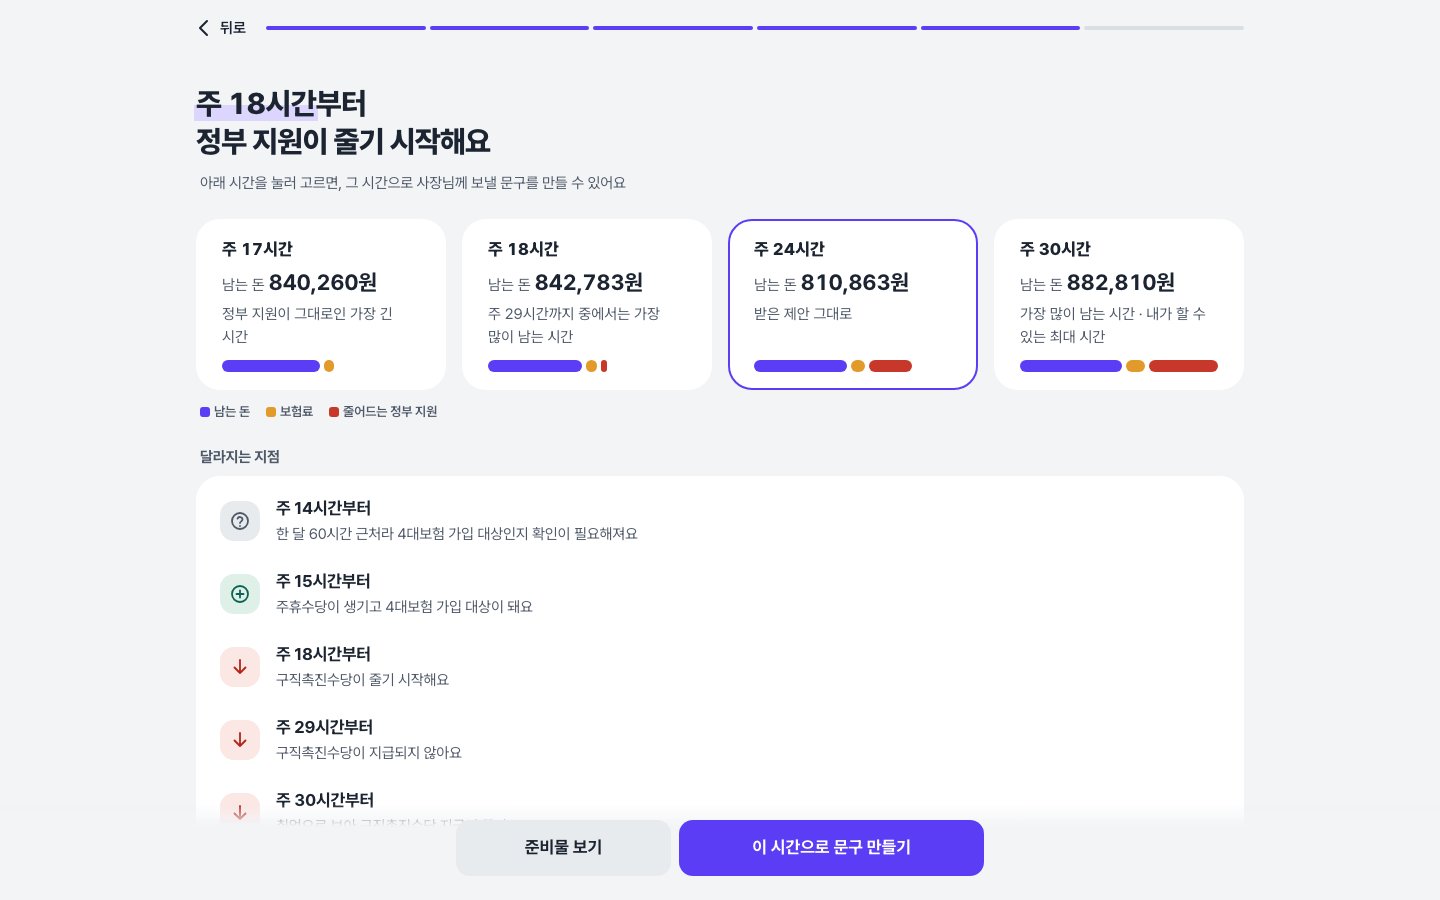 뒤로
주 18시간부터
정부 지원이 줄기 시작해요
아래 시간을 눌러 고르면, 그 시간으로 사장님께 보낼 문구를 만들 수 있어요
주 17시간
남는 돈 840,260원
정부 지원이 그대로인 가장 긴
시간
주 18시간
남는 돈 842,783원
주 29시간까지 중에서는 가장
많이 남는 시간
주 24시간
남는 돈 810,863원
받은 제안 그대로
주 30시간
남는 돈 882,810원
가장 많이 남는 시간 · 내가 할 수
있는 최대 시간
남는 돈
보험료
줄어드는 정부 지원
달라지는 지점
주 14시간부터
한 달 60시간 근처라 4대보험 가입 대상인지 확인이 필요해져요
주 15시간부터
주휴수당이 생기고 4대보험 가입 대상이 돼요
주 18시간부터
구직촉진수당이 줄기 시작해요
주 29시간부터
구직촉진수당이 지급되지 않아요
주 30시간부터
준비물 보기
이 시간으로 문구 만들기